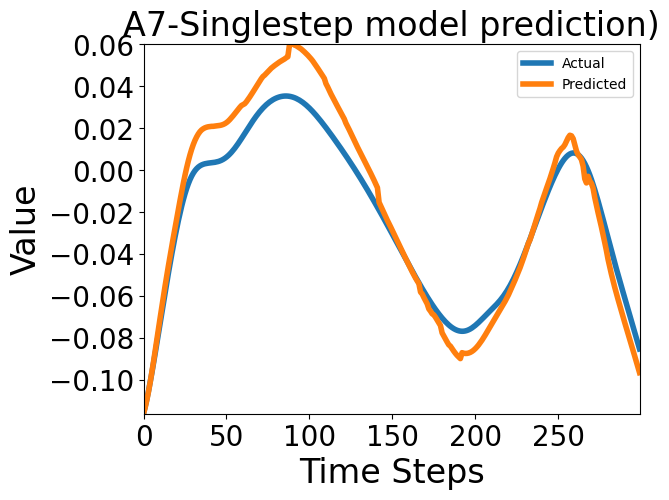 A7-Singlestep model prediction)
Actual
Predicted
Value
0.06
0.04
0.02
0.00
−0.02
−0.04
−0.06
−0.08
−0.10
0 50 100 150 200 250
Time Steps